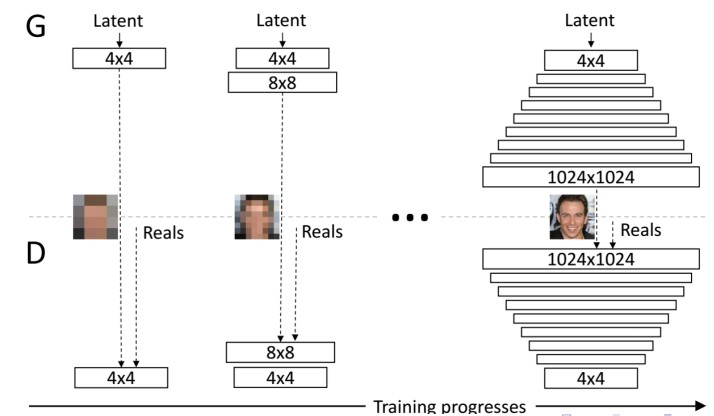 G
Latent
Latent
Latent
4x4
4x4
4x4
8x8
1024x1024
Reals
Reals
Reals
D
1024x1024
8x8
4x4
4x4
4x4
Training progresses